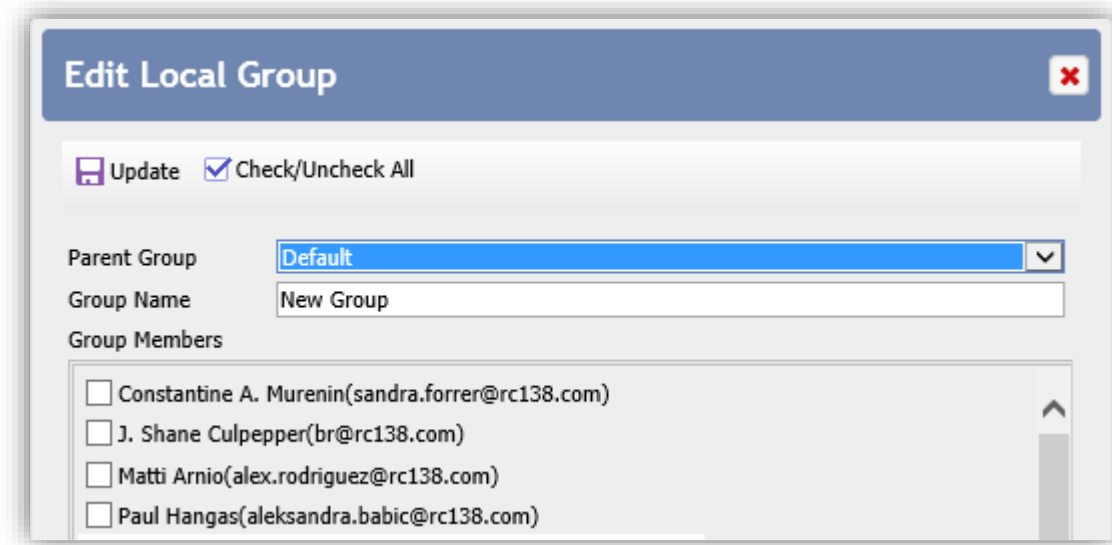 Edit Local Group
Update Check/Uncheck All
Parent Group Default
Group Name New Group
Group Members
Constantine A. Murenin(sandra.forrer@rc138.com)
J. Shane Culpepper(br@rc138.com)
Matti Arnio(alex.rodriguez@rc138.com)
Paul Hangas(aleksandra.babic@rc138.com)